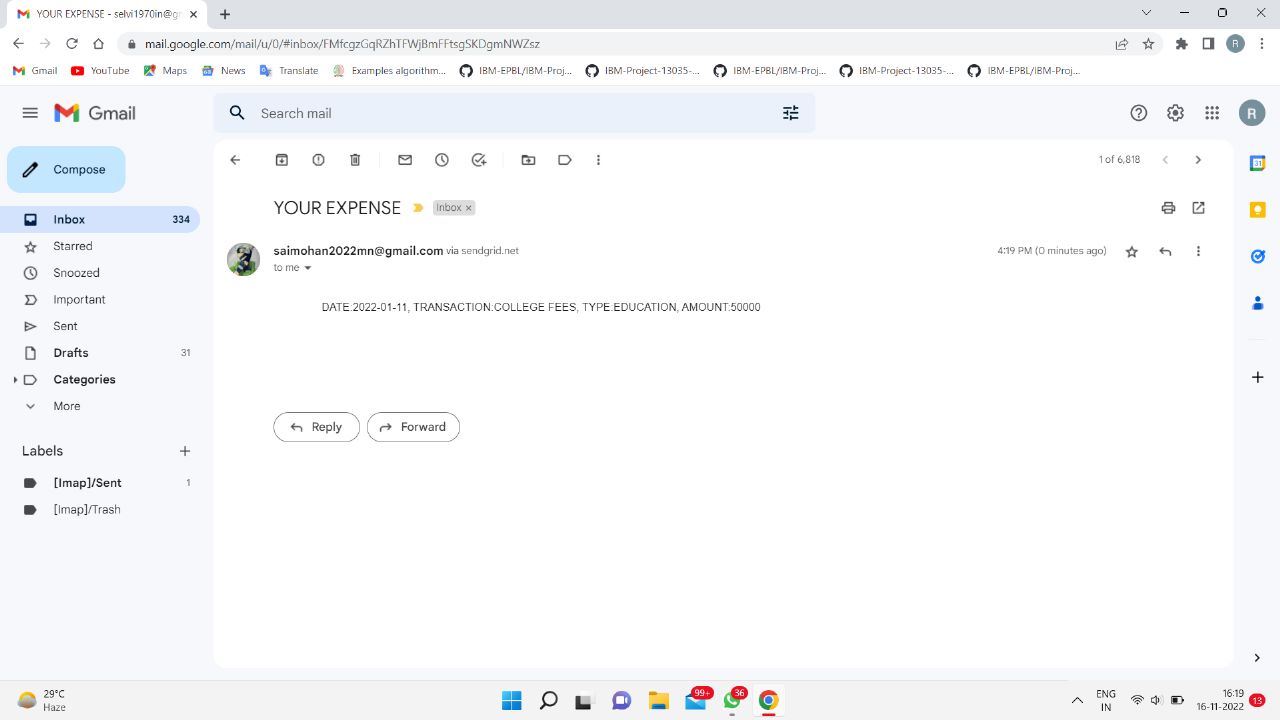 YOUR EXPENSE - selvi1970in@gr
mail.google.com/mail/u/0/#inbox/FMfcgzGqRZhTFWjBmFFtsgSKDgmNWZsc
R
Gmail YouTube Maps News Translate Examples algorithm... IBM-EPBL/IBM-Proj... IBM-Project-13035-... IBM-EPBL/IBM-Proj... IBM-Project-13035-... IBM-EPBL/IBM-Proj...
Gmail
Search mail
R
Compose
1 of 6,818
31
YOUR EXPENSE Inbox ×
Inbox 334
Starred
saimohan2022mn@gmail.com via sendgrid.net 4:19 PM (0 minutes ago)
to me
Snoozed
Important
DATE:2022-01-11, TRANSACTION:COLLEGE FEES, TYPE:EDUCATION, AMOUNT:50000
Sent
Drafts 31
Categories
More
Reply Forward
Labels
[Imap]/Sent 1
[Imap]/Trash
29°C
Haze
99+
36
ENG
IN
16:19
16-11-2022
13